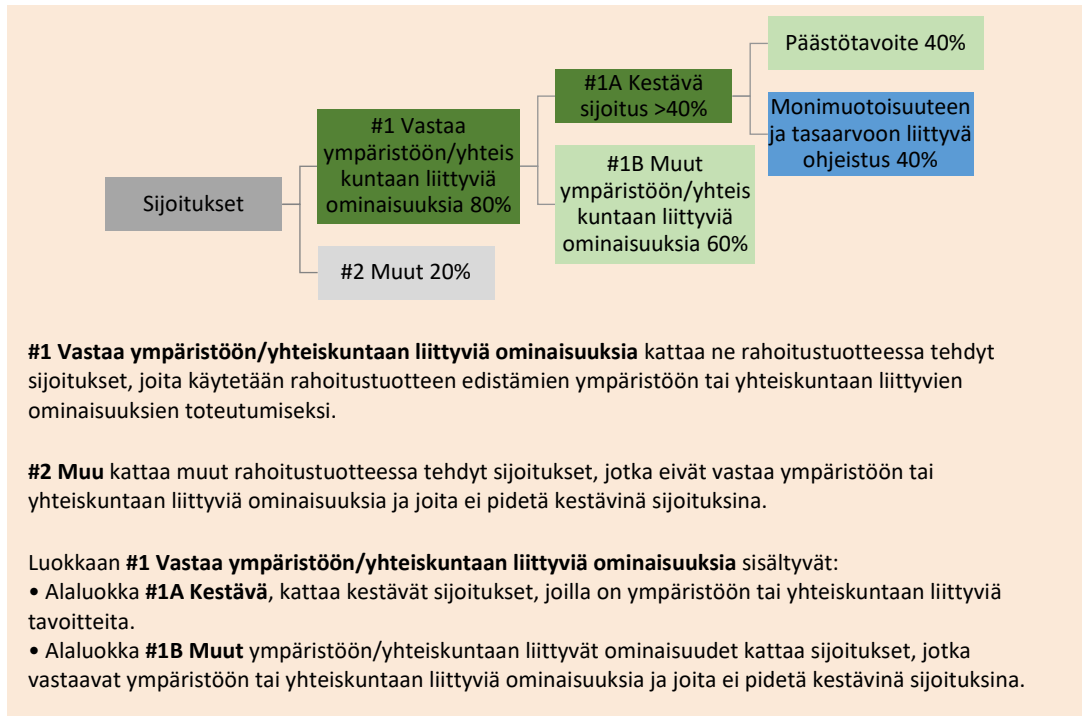 Päästötavoite 40%
#1A Kestävä
sijoitus >40%
Monimuotoisuuteen
ja tasaarvoon liittyvä
ohjeistus 40%
#1 Vastaa
ympäristöön/yhteis
kuntaan liittyviä
ominaisuuksia 80%
#1B Muut
ympäristöön/yhteis
kuntaan liittyviä
ominaisuuksia 60%
Sijoitukset
#2 Muut 20%
#1 Vastaa ympäristöön/yhteiskuntaan liittyviä ominaisuuksia kattaa ne rahoitustuotteessa tehdyt
sijoitukset, joita käytetään rahoitustuotteen edistämien ympäristöön tai yhteiskuntaan liittyvien
ominaisuuksien toteutumiseksi.
#2 Muu kattaa muut rahoitustuotteessa tehdyt sijoitukset, jotka eivät vastaa ympäristöön tai
yhteiskuntaan liittyviä ominaisuuksia ja joita ei pidetä kestävinä sijoituksina.
Luokkaan #1 Vastaa ympäristöön/yhteiskuntaan liittyviä ominaisuuksia sisältyvät:
• Alaluokka #1A Kestävä, kattaa kestävät sijoitukset, joilla on ympäristöön tai yhteiskuntaan liittyviä
tavoitteita.
• Alaluokka #1B Muut ympäristöön/yhteiskuntaan liittyvät ominaisuudet kattaa sijoitukset, jotka
vastaavat ympäristöön tai yhteiskuntaan liittyviä ominaisuuksia ja joita ei pidetä kestävinä sijoituksina.